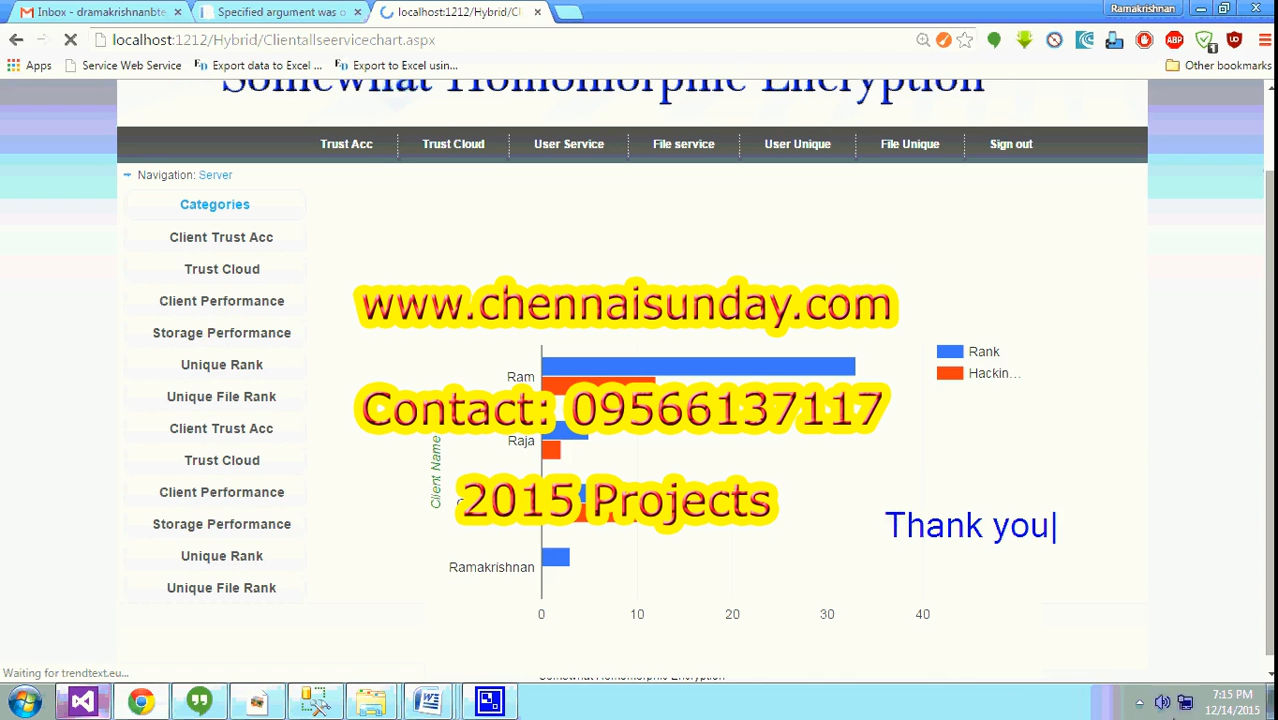 Ramakrishnan
Inbox - dramakrishnanbte
Specified argument was o
localhost:1212/Hybrid/Cl
localhost:1212/Hybrid/Clientallseervicechart.aspx
Apps
Service Web Service
Export data to Excel ...
Export to Excel usin...
Other bookmarks
Somewhat Homomorphic Encryption
Trust Acc
Trust Cloud
User Service
File service
User Unique
File Unique
Sign out
Navigation: Server
Categories
Client Trust Acc
Trust Cloud
Client Performance
Storage Performance
Unique Rank
Unique File Rank
Client Trust Acc
Trust Cloud
Client Performance
Storage Performance
Unique Rank
Unique File Rank
www.chennaisunday.com
Contact: 09566137117
2015 Projects
Thank you
Rank
Hackin...
Client Name
Ram
Raja
Ramakrishnan
0
10
20
30
40
Waiting for trendtext.eu...
Somewhat Homomorphic Encryption
7:15 PM
12/14/2015